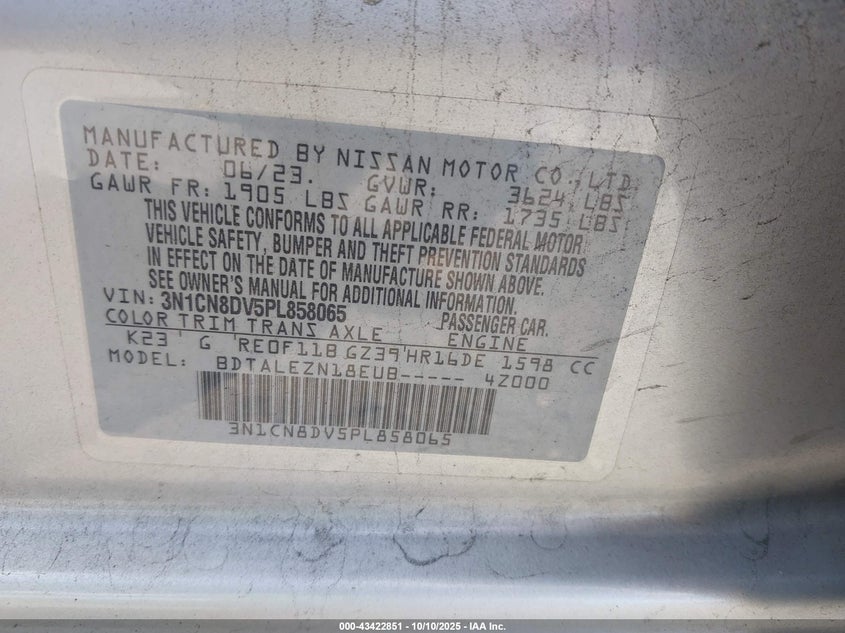 MANUFACTURED BY NISSAN MOTOR CO., LTD.
DATE: 06/23. GVWR: 3624 LBS
GAWR FR: 1905 LBS GAWR RR: 1735 LBS
THIS VEHICLE CONFORMS TO ALL APPLICABLE FEDERAL MOTOR
VEHICLE SAFETY, BUMPER AND THEFT PREVENTION STANDARDS
IN EFFECT ON THE DATE OF MANUFACTURE SHOWN ABOVE.
SEE OWNER'S MANUAL FOR ADDITIONAL INFORMATION.
VIN: 3N1CN8DV5PL858065 PASSENGER CAR.
COLOR TRIM TRANS AXLE ENGINE
K23 G RE0F11B GZ39 HR16DE 1598 CC
MODEL: BDTALEZN18EUB----- 4Z000
3N1CN8DV5PL858065
000-43422851 - 10/10/2025 - IAA Inc.